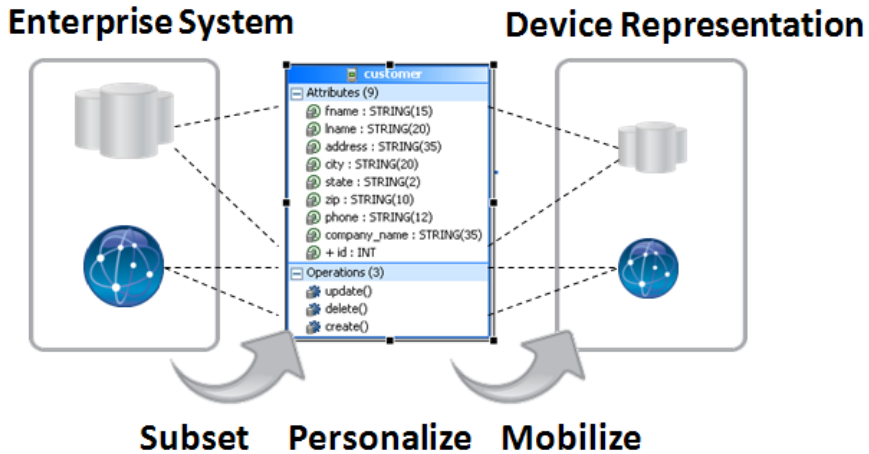 Enterprise System
Device Representation
customer
Attributes (9)
fname : STRING(15)
lname : STRING(20)
address : STRING(35)
city : STRING(20)
state : STRING(2)
zip : STRING(10)
phone : STRING(12)
company_name : STRING(35)
+ id : INT
Operations (3)
update()
delete()
create()
Subset Personalize Mobilize